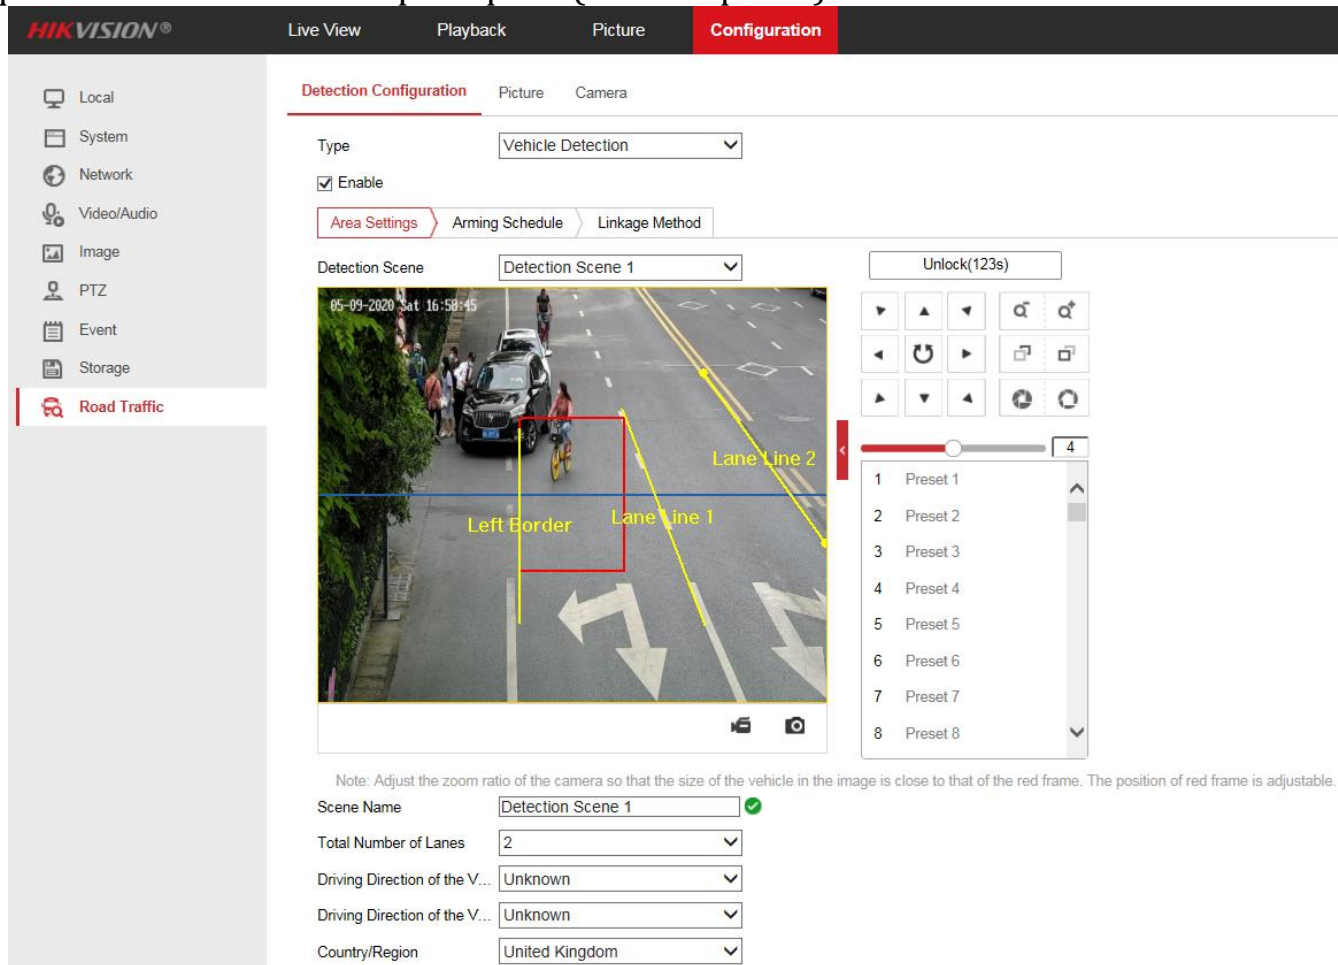 HIKVISION®
Live View
Playback
Picture
Configuration
Local
System
Network
Video/Audio
Image
PTZ
Event
Storage
Road Traffic
Detection Configuration
Picture
Camera
Type
Vehicle Detection
Enable
Area Settings
Arming Schedule
Linkage Method
Detection Scene
Detection Scene 1
Unlock(123s)
05-09-2020 Sat 16:58:45
Lane Line 2
Lane Line 1
Left Border
4
1 Preset 1
2 Preset 2
3 Preset 3
4 Preset 4
5 Preset 5
6 Preset 6
7 Preset 7
8 Preset 8
Note: Adjust the zoom ratio of the camera so that the size of the vehicle in the image is close to that of the red frame. The position of red frame is adjustable.
Scene Name
Detection Scene 1
Total Number of Lanes
2
Driving Direction of the V...
Unknown
Driving Direction of the V...
Unknown
Country/Region
United Kingdom